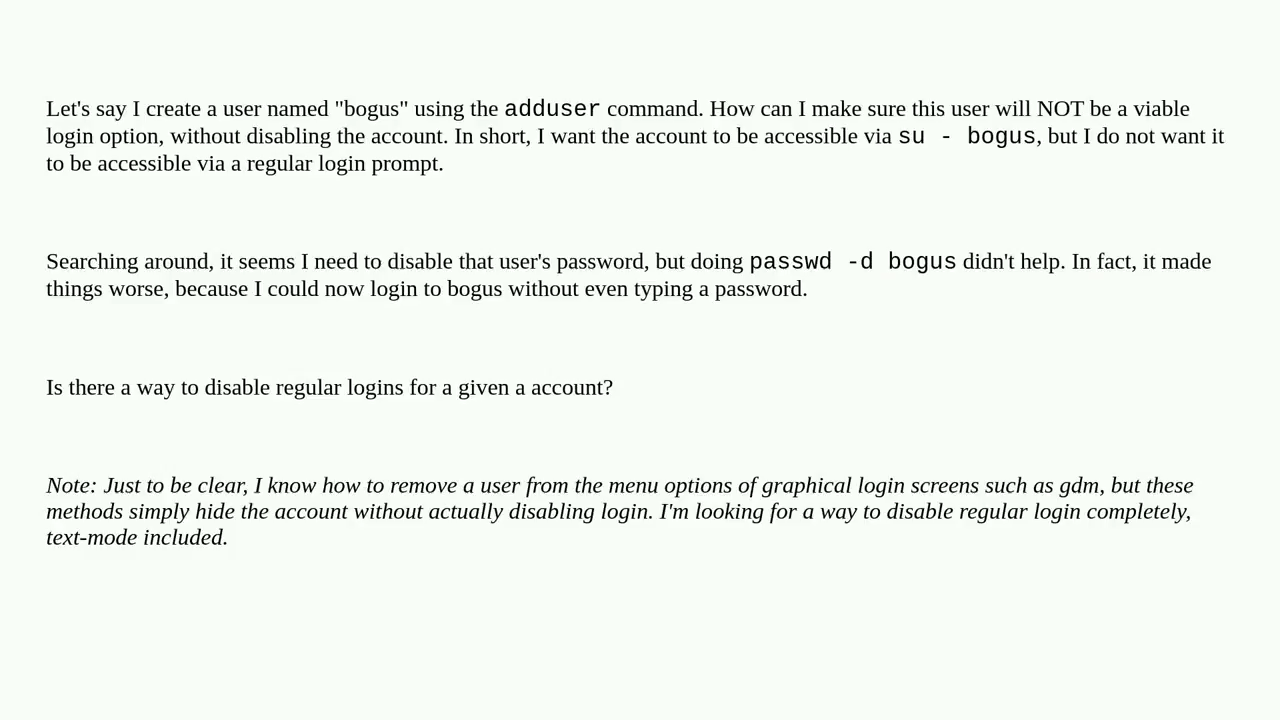 Let's say I create a user named "bogus" using the adduser command. How can I make sure this user will NOT be a viable
login option, without disabling the account. In short, I want the account to be accessible via su - bogus, but I do not want it
to be accessible via a regular login prompt.
Searching around, it seems I need to disable that user's password, but doing passwd -d bogus didn't help. In fact, it made
things worse, because I could now login to bogus without even typing a password.
Is there a way to disable regular logins for a given a account?
Note: Just to be clear, I know how to remove a user from the menu options of graphical login screens such as gdm, but these
methods simply hide the account without actually disabling login. I'm looking for a way to disable regular login completely,
text-mode included.